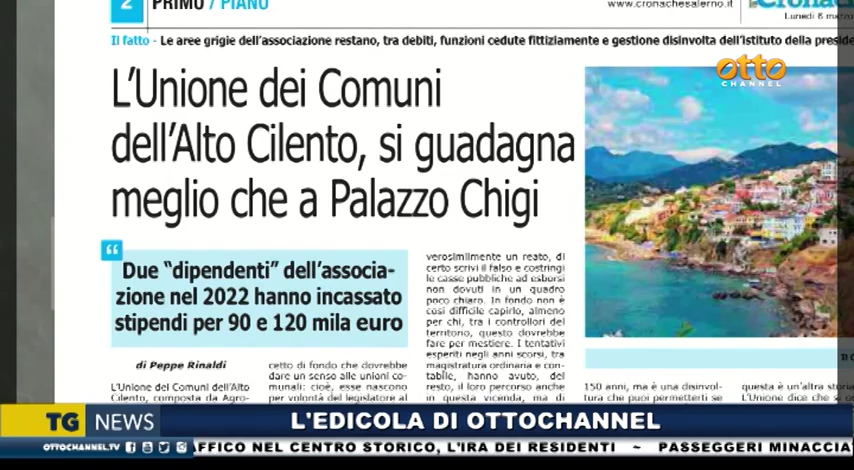 2 PRIMO / PIANO
www.cronachesalerno.it
Cronache
Lunedì 6 marzo
Il fatto - Le aree grigie dell'associazione restano, tra debiti, funzioni cedute fittiziamente e gestione disinvolta dell'istituto della preside
otto
CHANNEL
L'Unione dei Comuni
dell'Alto Cilento, si guadagna
meglio che a Palazzo Chigi
“
Due “dipendenti” dell'associa-
zione nel 2022 hanno incassato
stipendi per 90 e 120 mila euro
di Peppe Rinaldi
L'Unione dei Comuni dell'Alto
Cilento, composta da Agro-
cetto di fondo che dovrebbe
dare un senso alle unioni co-
munali: cioè, esse nascono
per volontà del legislatore al
verosimilmente un reato, di
certo scrivi il falso e costringi
le casse pubbliche ad esborsi
non dovuti in un quadro
poco chiaro. In fondo non è
così difficile capirlo, almeno
per chi, tra i controllori del
territorio, questo dovrebbe
fare per mestiere. I tentativi
esperiti negli anni scorsi, tra
magistratura ordinaria e con-
tabile, hanno avuto, del
resto, il loro percorso anche
in questa vicenda, ma di
150 anni, ma è una disinvol-
tura che puoi permetterti se
questa è un'altra storia
L'Unione dice che si o
TG NEWS
L'EDICOLA DI OTTOCHANNEL
OTTOCHANNEL.TV
AFFICO NEL CENTRO STORICO, L'IRA DEI RESIDENTI ~ PASSEGGERI MINACCIAT